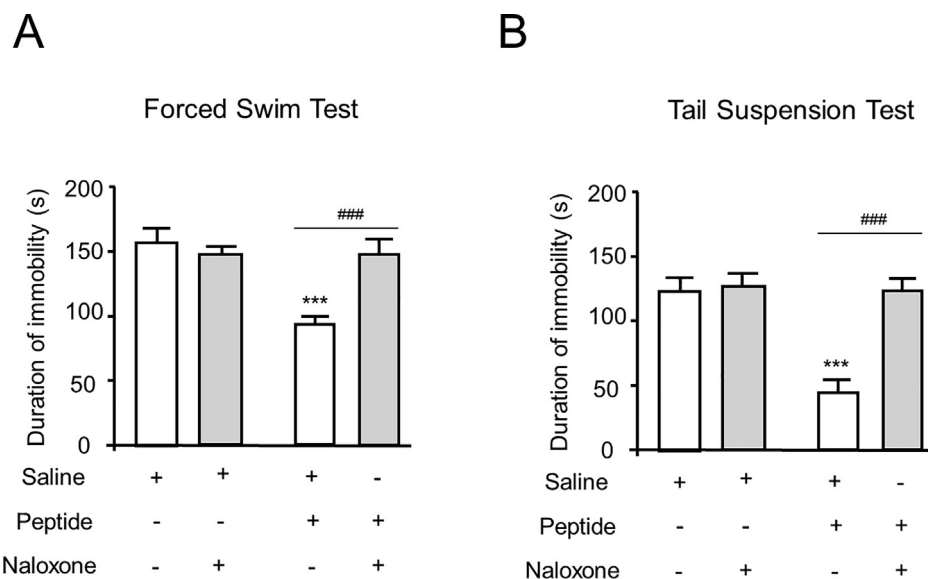 A
Forced Swim Test
Duration of immobility (s)
200
150
100
50
0
###
***
Saline + + + -
Peptide - - + +
Naloxone - + - +
B
Tail Suspension Test
Duration of immobility (s)
200
150
100
50
0
###
***
Saline + + + -
Peptide - - + +
Naloxone - + - +